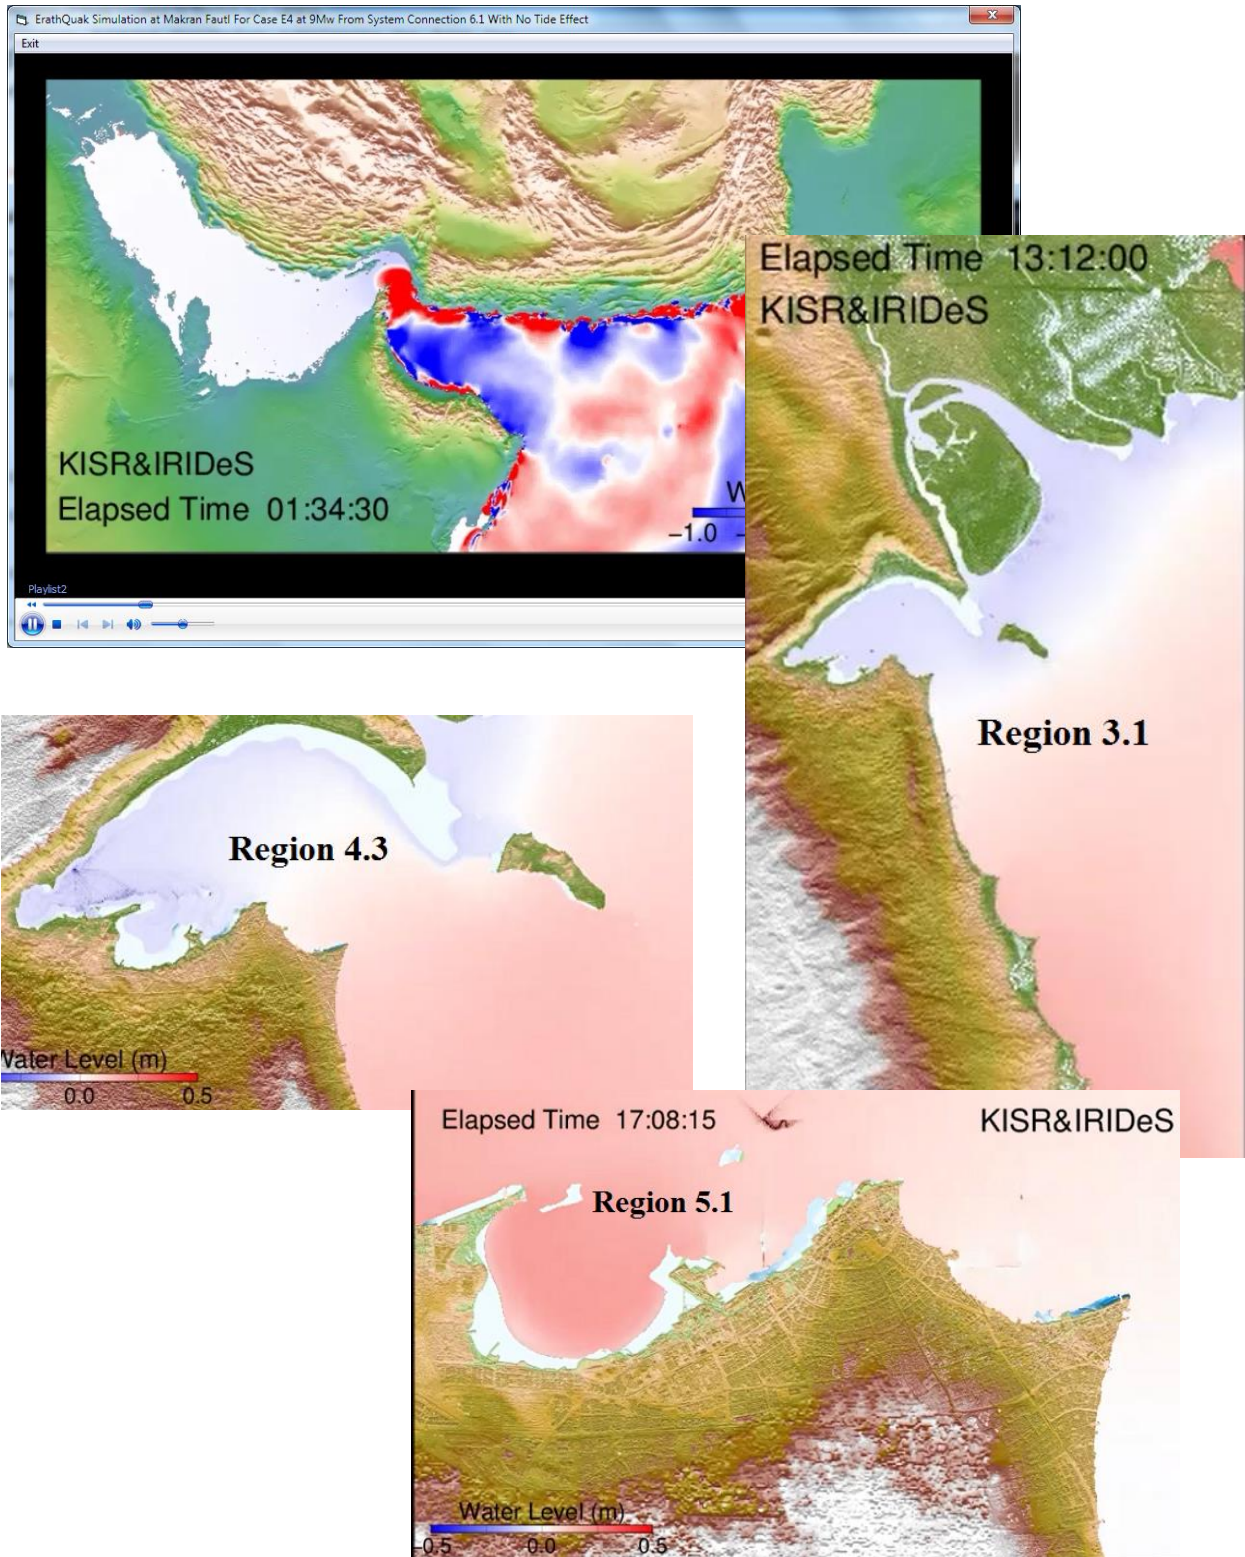 ErathQuak Simulation at Makran Fautl For Case E4 at 9Mw From System Connection 6.1 With No Tide Effect
Exit
KISR&IRIDeS
Elapsed Time 01:34:30
W
−1.0
Playlist2
Elapsed Time 13:12:00
KISR&IRIDeS
Region 3.1
Region 4.3
Water Level (m)
0.0 0.5
Elapsed Time 17:08:15 KISR&IRIDeS
Region 5.1
Water Level (m)
−0.5 0.0 0.5